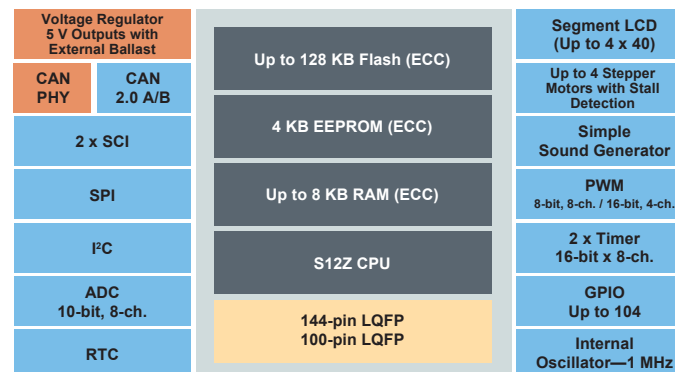 Voltage Regulator
5 V Outputs with
External Ballast
CAN
PHY
CAN
2.0 A/B
2 x SCI
SPI
I²C
ADC
10-bit, 8-ch.
RTC
Up to 128 KB Flash (ECC)
4 KB EEPROM (ECC)
Up to 8 KB RAM (ECC)
S12Z CPU
144-pin LQFP
100-pin LQFP
Segment LCD
(Up to 4 x 40)
Up to 4 Stepper
Motors with Stall
Detection
Simple
Sound Generator
PWM
8-bit, 8-ch. / 16-bit, 4-ch.
2 x Timer
16-bit x 8-ch.
GPIO
Up to 104
Internal
Oscillator—1 MHz